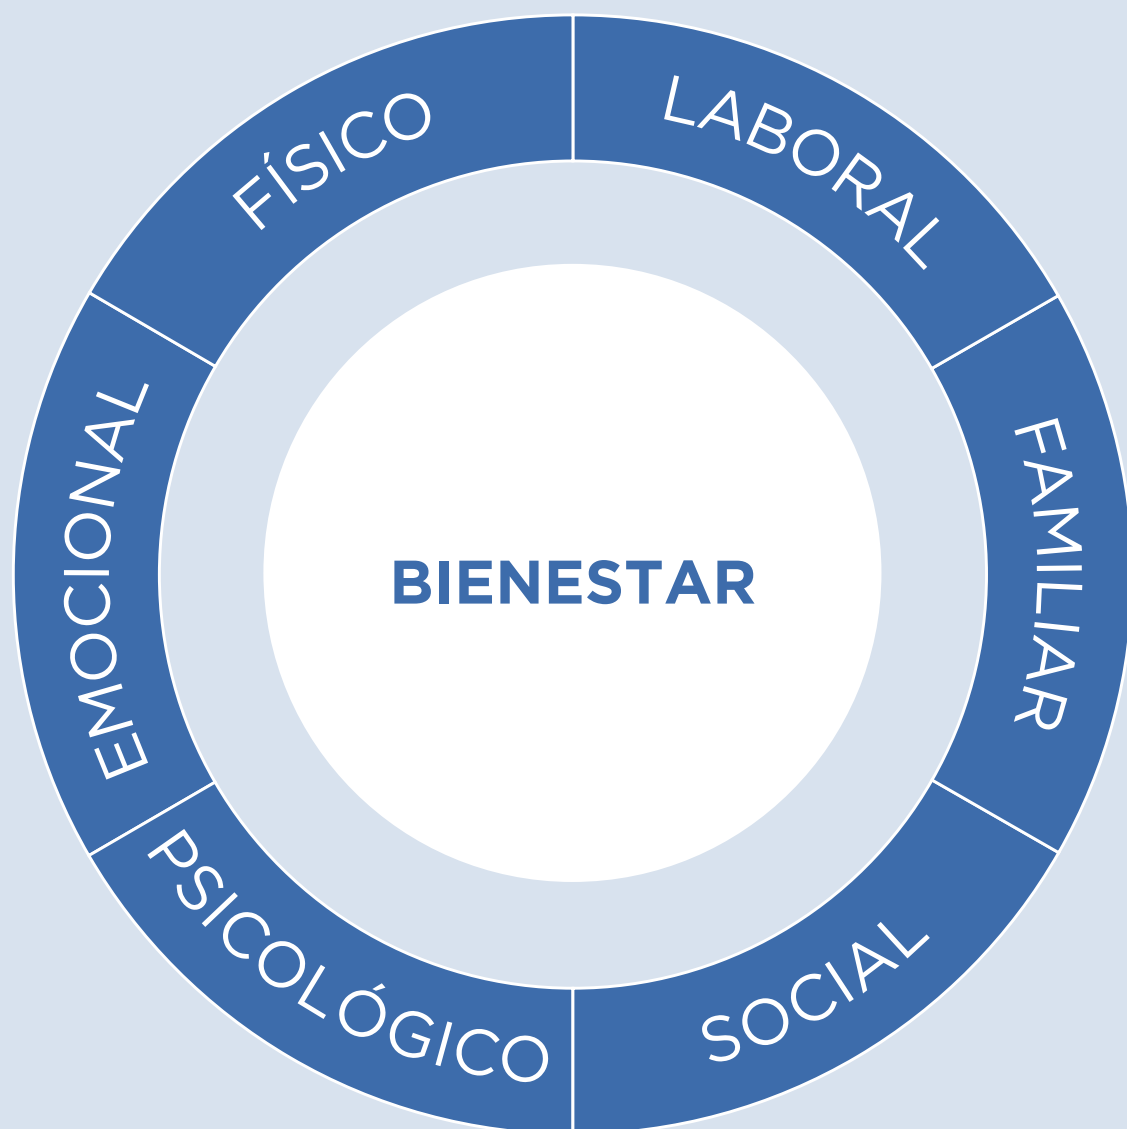 FÍSICO
LABORAL
FAMILIAR
SOCIAL
PSICOLÓGICO
EMOCIONAL
BIENESTAR